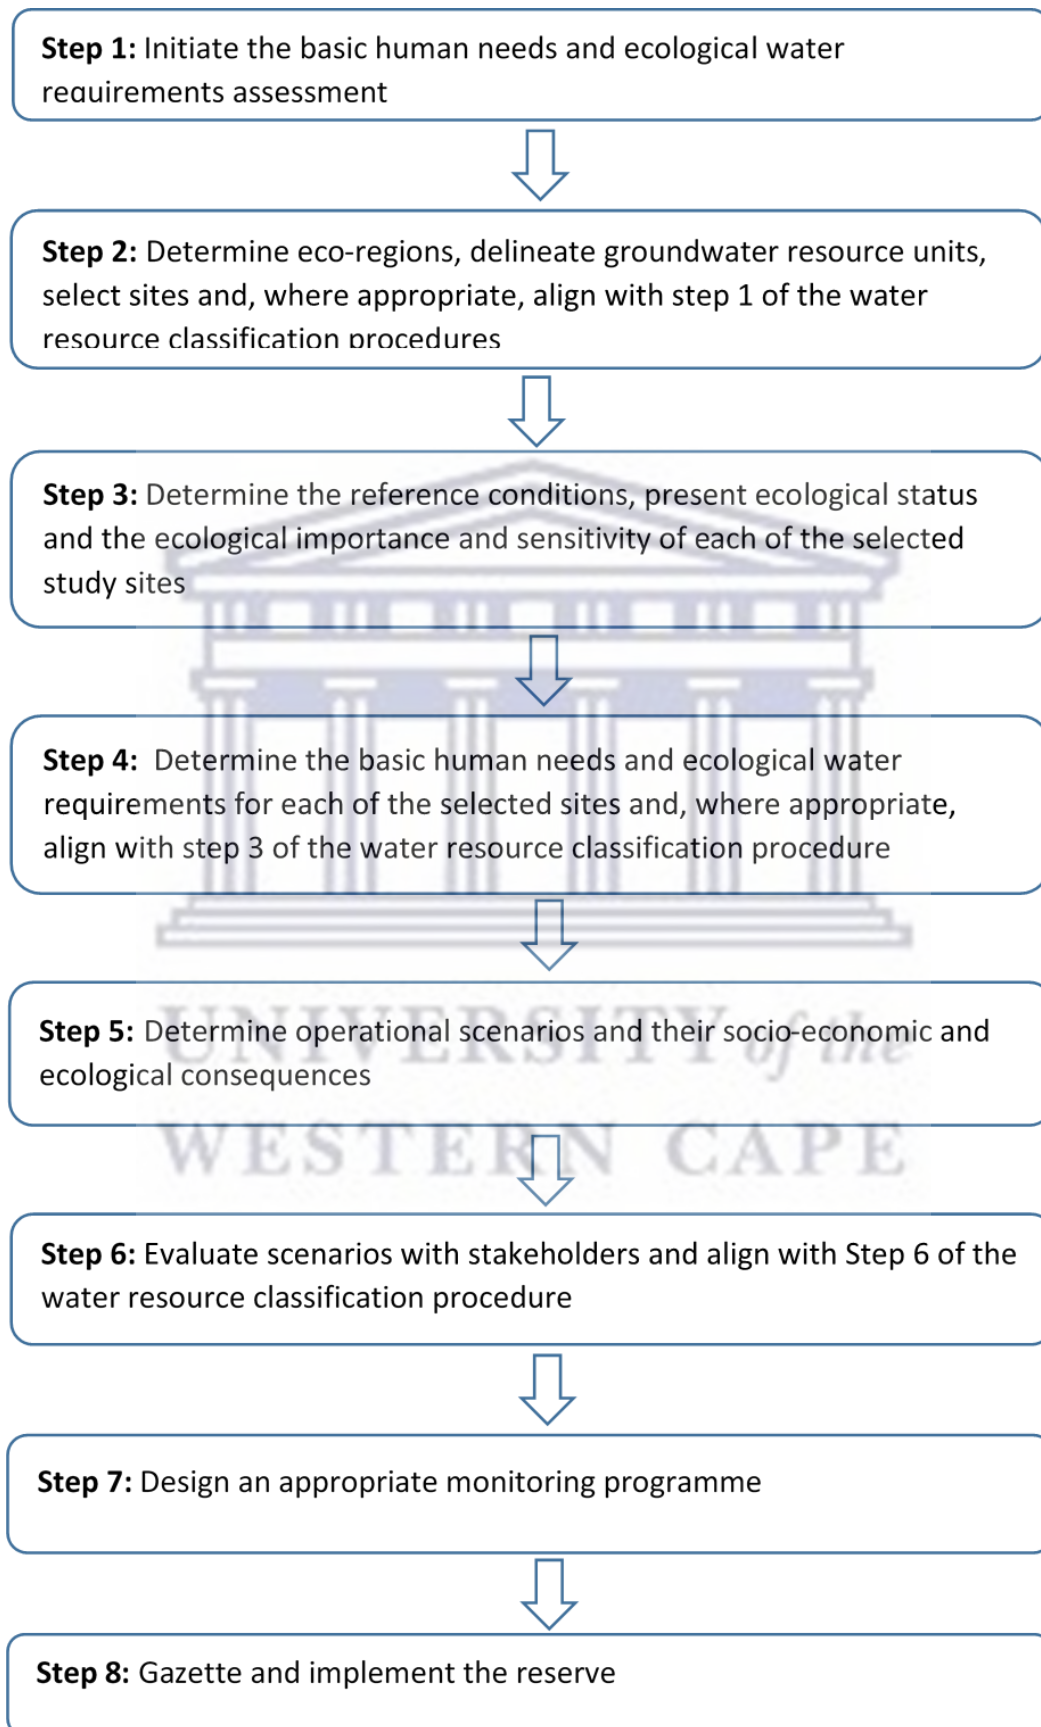 Step 1: Initiate the basic human needs and ecological water
requirements assessment
Step 2: Determine eco-regions, delineate groundwater resource units,
select sites and, where appropriate, align with step 1 of the water
resource classification procedures
Step 3: Determine the reference conditions, present ecological status
and the ecological importance and sensitivity of each of the selected
study sites
Step 4: Determine the basic human needs and ecological water
requirements for each of the selected sites and, where appropriate,
align with step 3 of the water resource classification procedure
UNIVERSITY of the
Step 5: Determine operational scenarios and their socio-economic and
ecological consequences
WESTERN CAPE
Step 6: Evaluate scenarios with stakeholders and align with Step 6 of the
water resource classification procedure
Step 7: Design an appropriate monitoring programme
Step 8: Gazette and implement the reserve